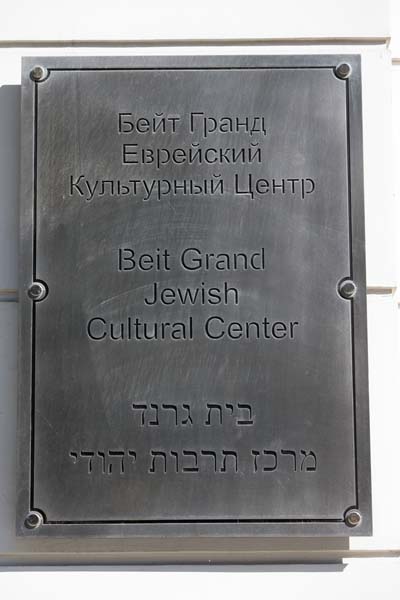 Бейт Гранд
Еврейский
Культурный Центр
Beit Grand
Jewish
Cultural Center
בית גרנד
מרכז תרבות יהודי